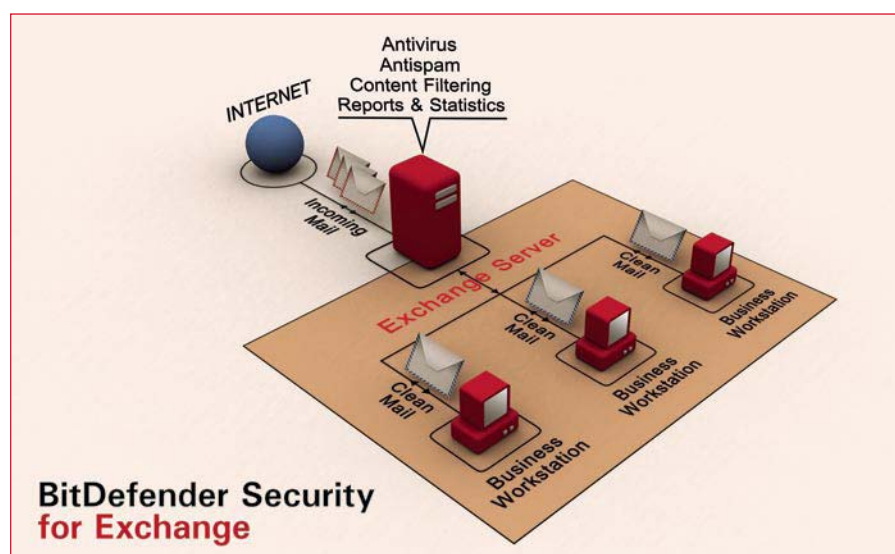 Antivirus
Antispam
Content Filtering
Reports & Statistics
INTERNET
Incoming
Mail
Exchange Server
Clean
Mail
Business
Workstation
Clean
Mail
Business
Workstation
Clean
Mail
Business
Workstation
BitDefender Security
for Exchange